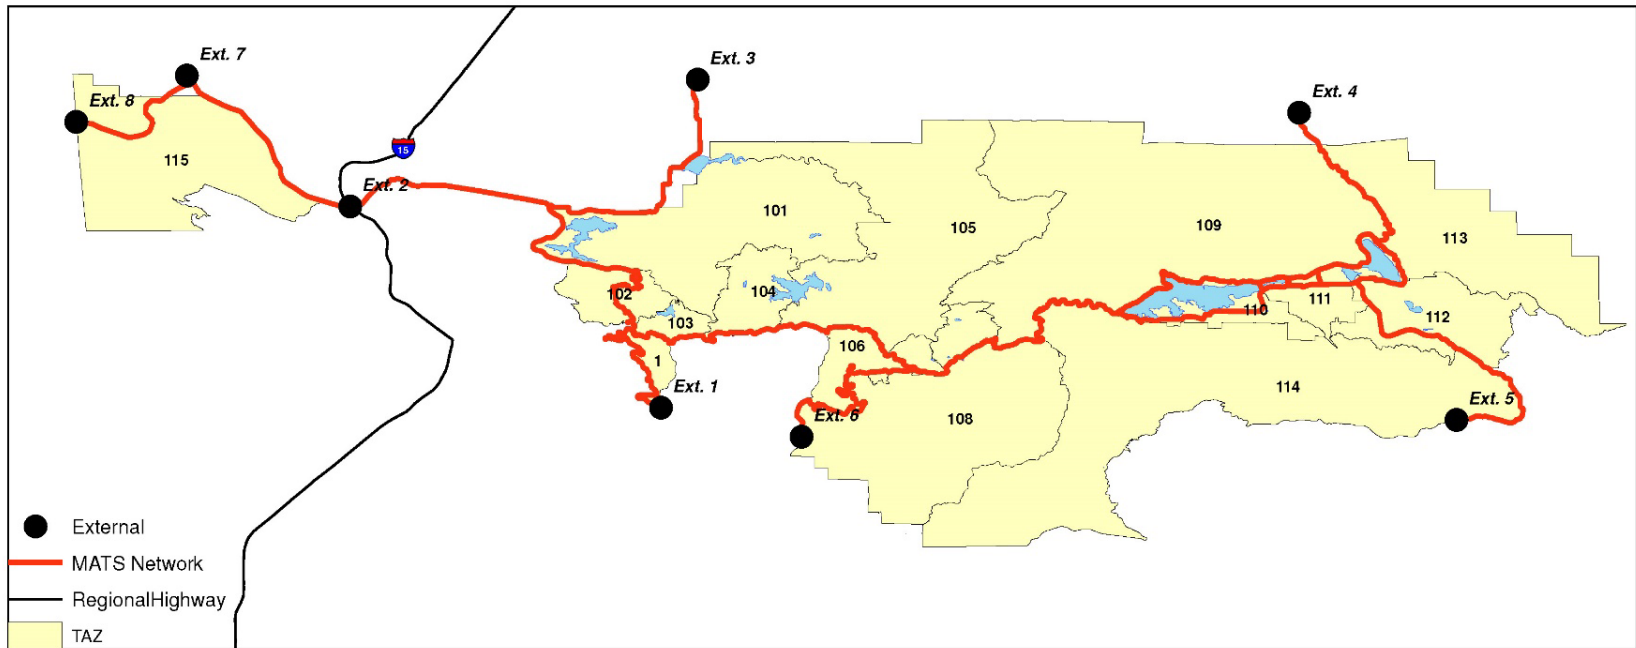 Ext. 7
Ext. 3
Ext. 8
Ext. 4
15
115
Ext. 2
101
105
109
113
102
104
103
110
111
112
1
106
Ext. 1
114
Ext. 5
Ext. 6
108
External
MATS Network
RegionalHighway
TAZ